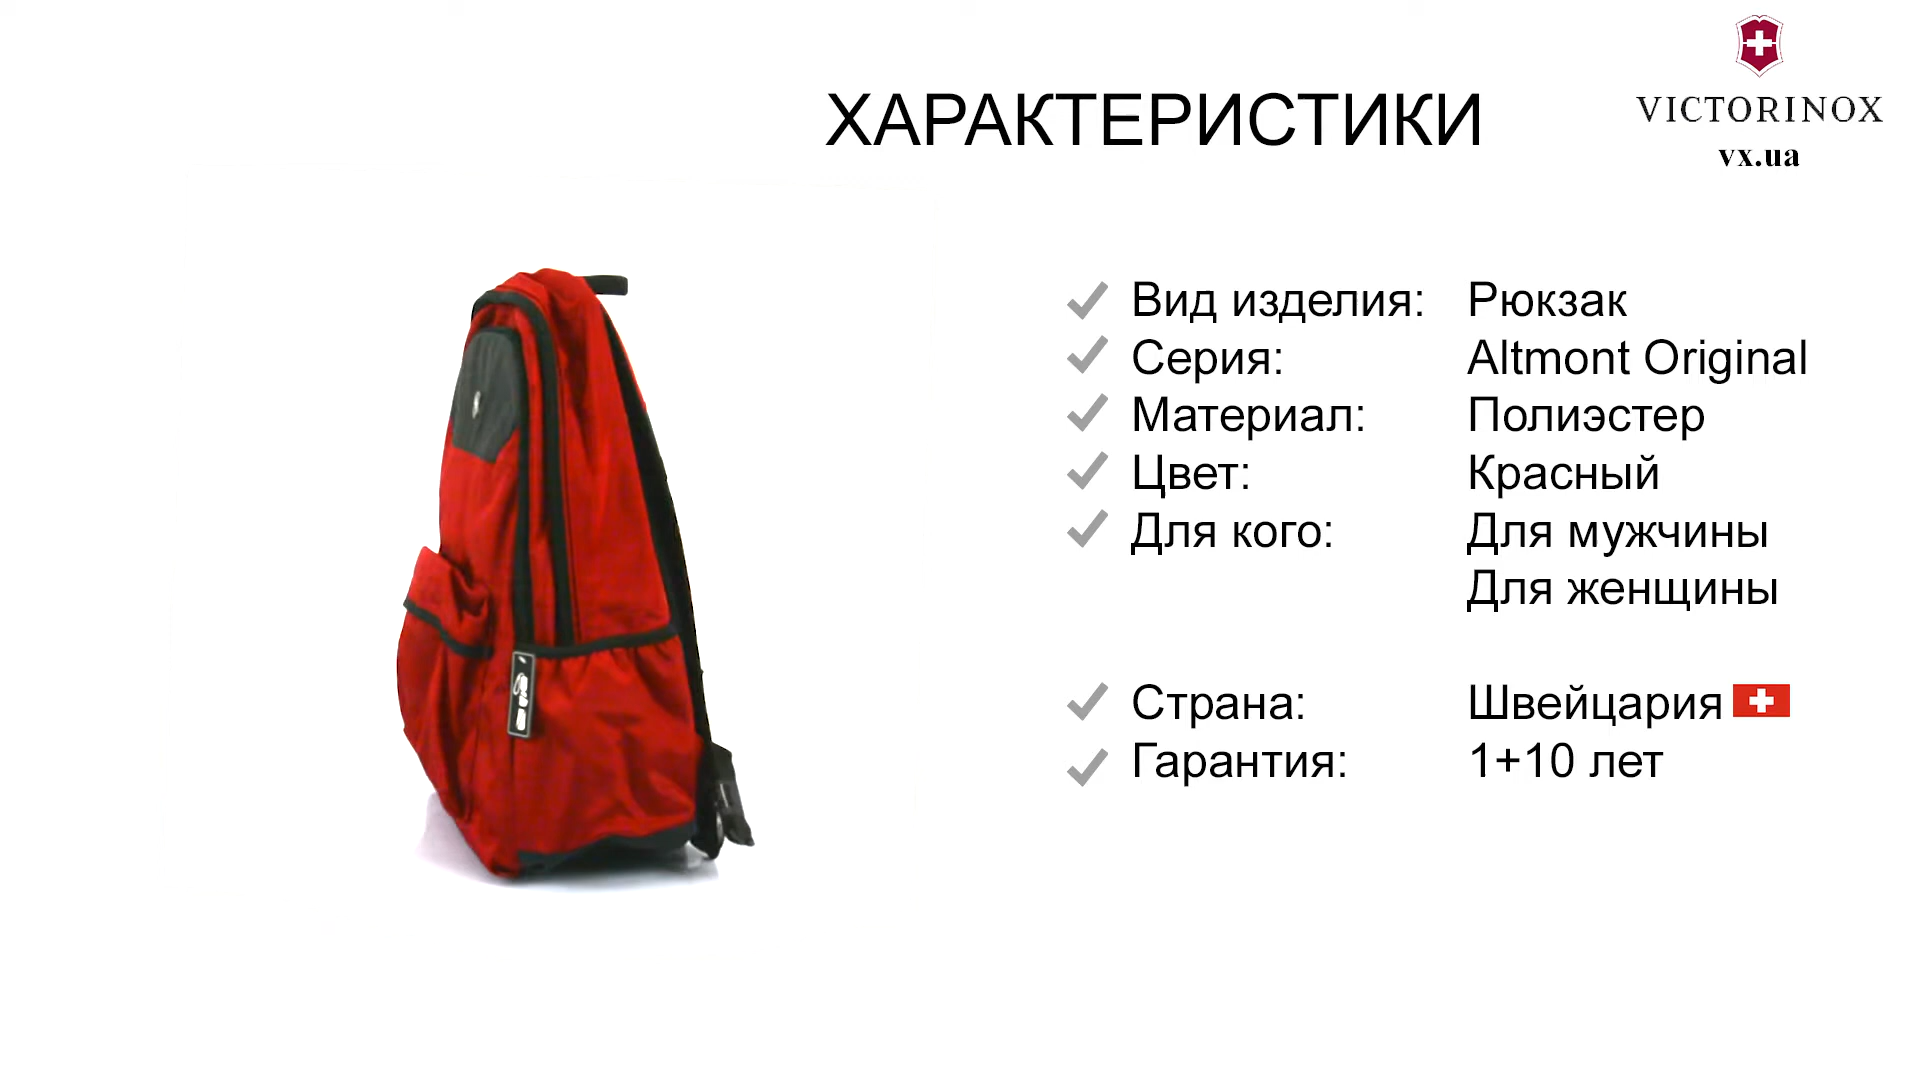 ХАРАКТЕРИСТИКИ
VICTORINOX
vx.ua
Вид изделия: Рюкзак
Серия: Altmont Original
Материал: Полиэстер
Цвет: Красный
Для кого: Для мужчины
Для женщины
Страна: Швейцария
Гарантия: 1+10 лет